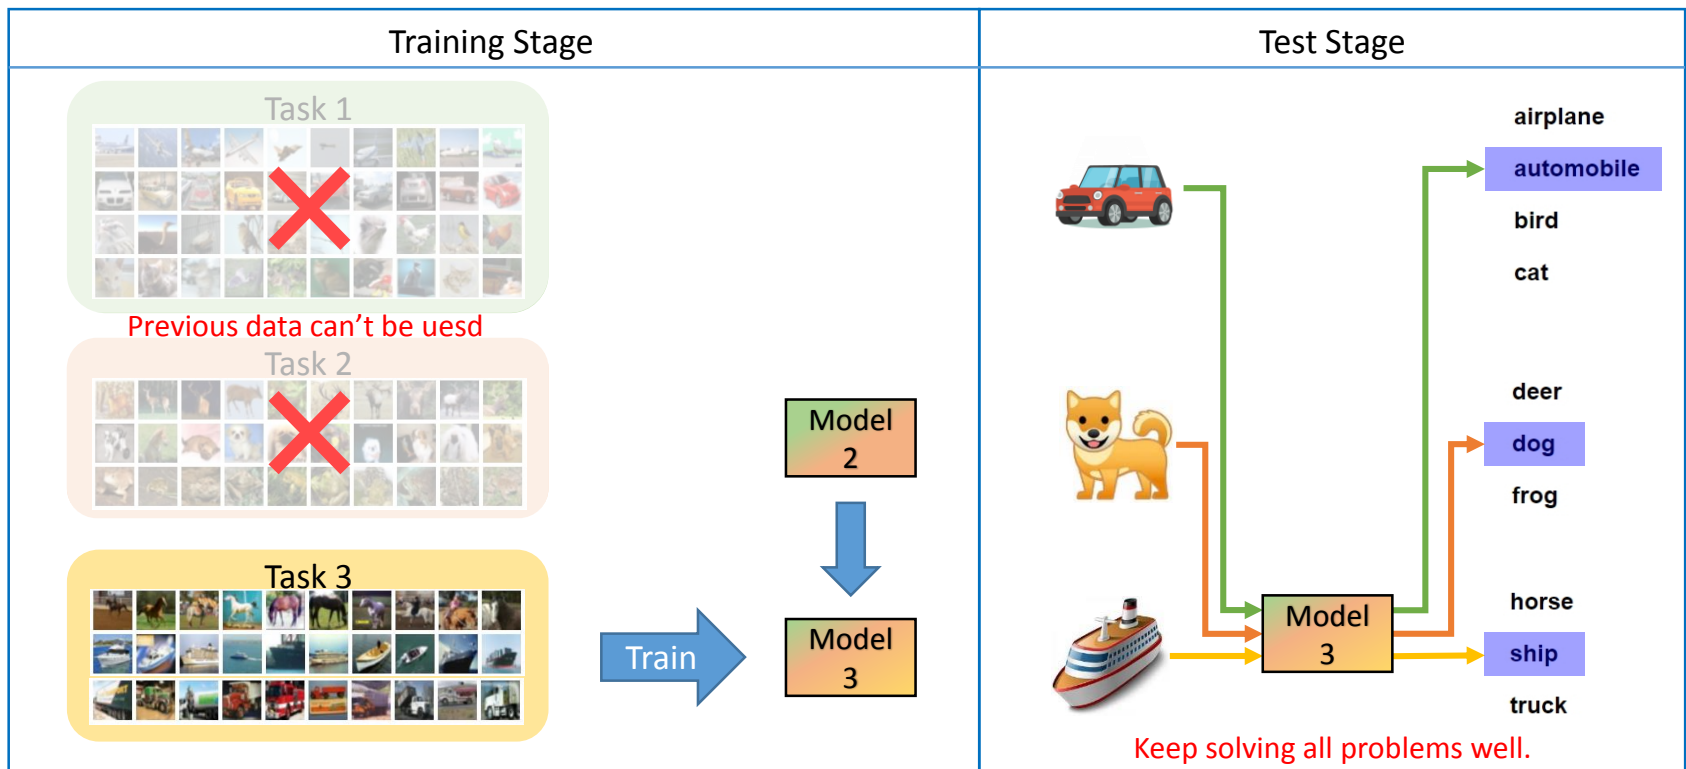 Training Stage
Test Stage
Task 1
Previous data can't be uesd
Task 2
Task 3
Train
Model
2
Model
3
airplane
automobile
bird
cat
deer
dog
frog
Model
3
horse
ship
truck
Keep solving all problems well.